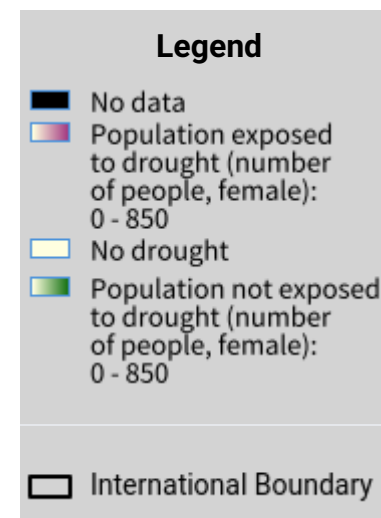 Legend
No data
Population exposed
to drought (number
of people, female):
0 - 850
No drought
Population not exposed
to drought (number
of people, female):
0 - 850
International Boundary